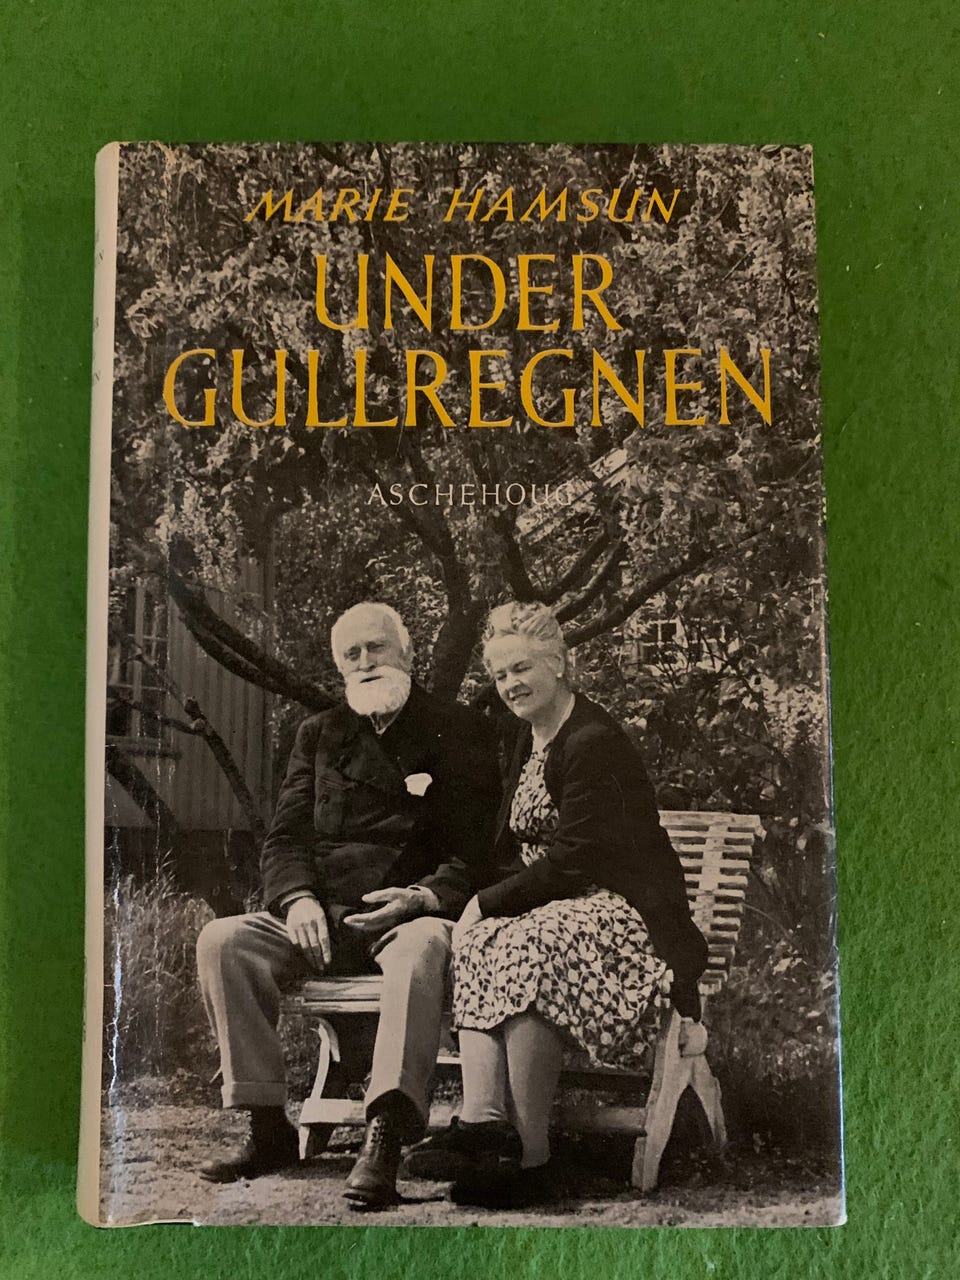 MARIE HAMSUN
UNDER
GULLREGNEN
ASCHEHOUG